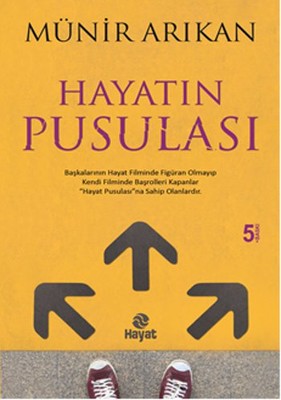 MÜNİR ARIKAN
HAYATIN
PUSULASI
Başkalarının Hayat Filminde Figüran Olmayıp
Kendi Filminde Başrolleri Kapanlar
"Hayat Pusulası"na Sahip Olanlardır.
5.
BASKI
Hayat